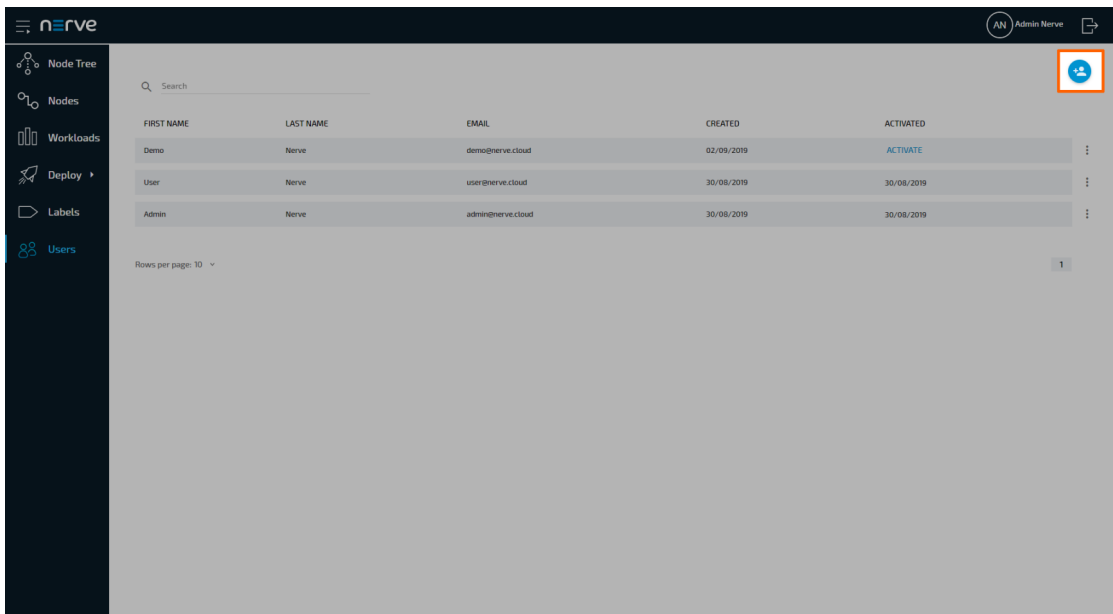 nerve
AN Admin Nerve
Node Tree
Nodes
Workloads
Deploy
Labels
Users
Search
FIRST NAME LAST NAME EMAIL CREATED ACTIVATED
Demo Nerve demo@nerve.cloud 02/09/2019 ACTIVATE
User Nerve user@nerve.cloud 30/08/2019 30/08/2019
Admin Nerve admin@nerve.cloud 30/08/2019 30/08/2019
Rows per page: 10 1